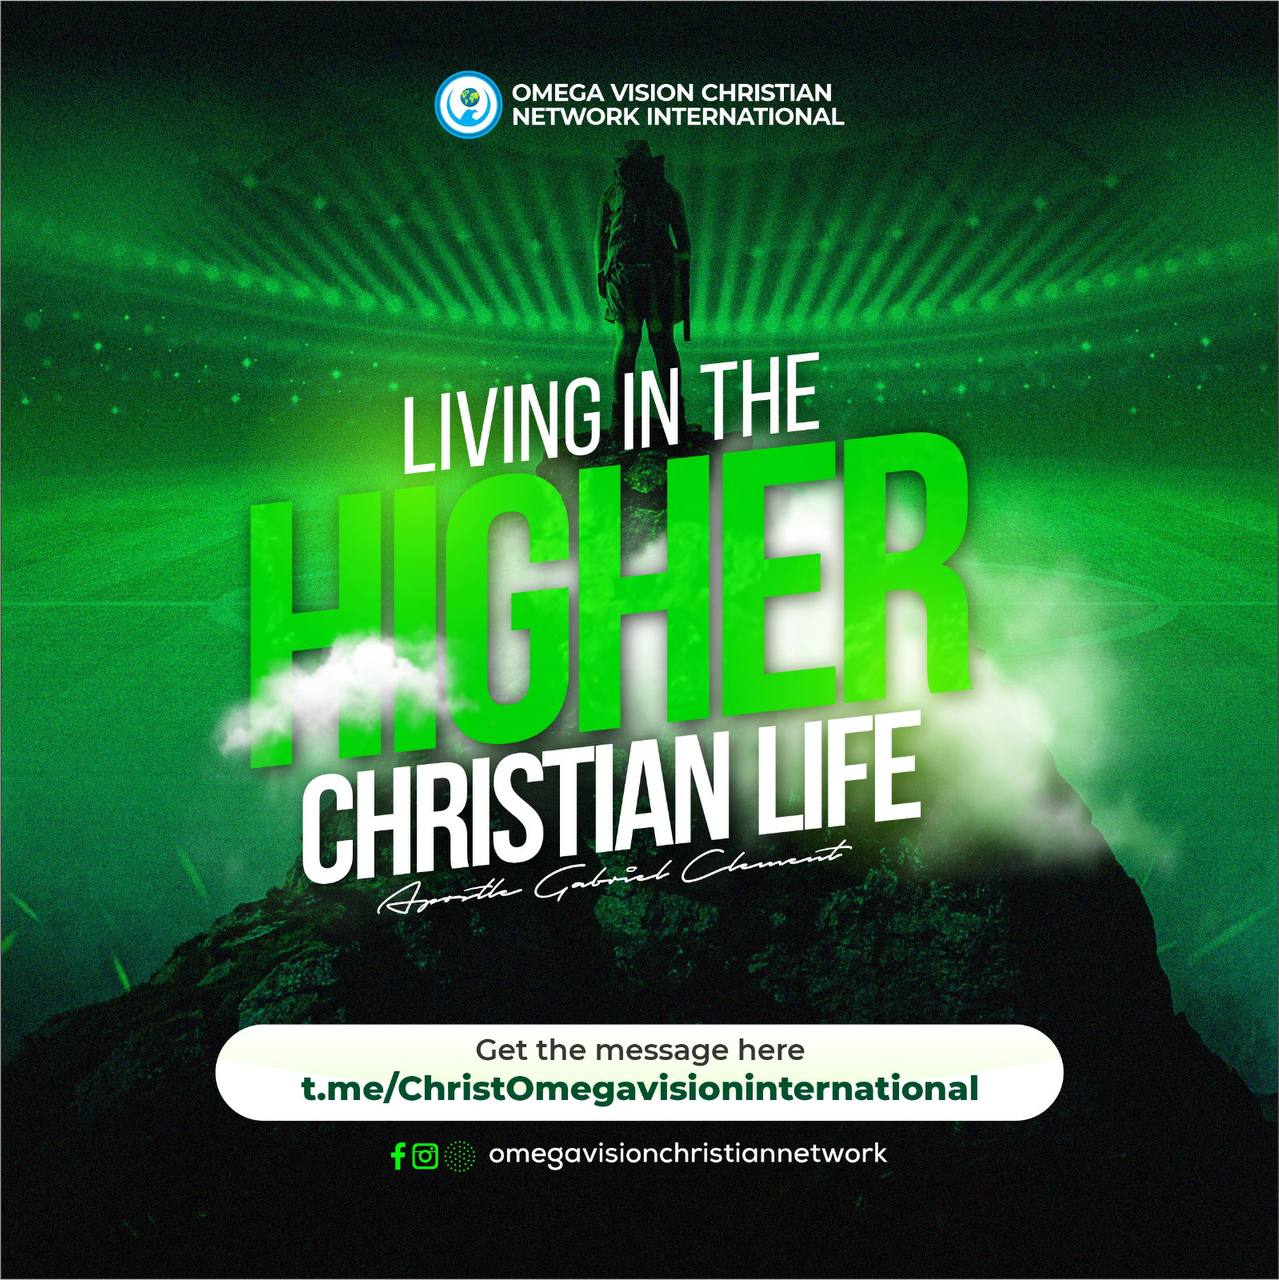 OMEGA VISION CHRISTIAN
NETWORK INTERNATIONAL
LIVING IN THE
HIGHER
CHRISTIAN LIFE
Apostle Gabriel Clement
Get the message here
t.me/ChristOmegavisioninternational
omegavisionchristiannetwork